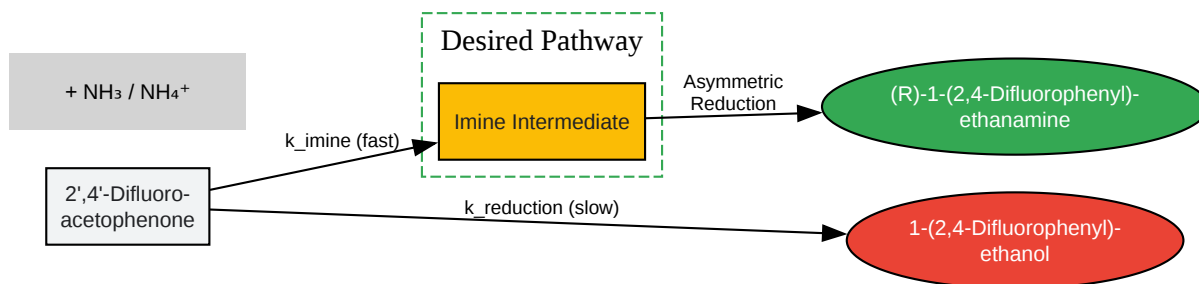 Desired Pathway
+ NH₃ / NH₄⁺
Imine Intermediate
Asymmetric
Reduction
(R)-1-(2,4-Difluorophenyl)-
ethanamine
k_imine (fast)
2',4'-Difluoro-
acetophenone
k_reduction (slow)
1-(2,4-Difluorophenyl)-
ethanol